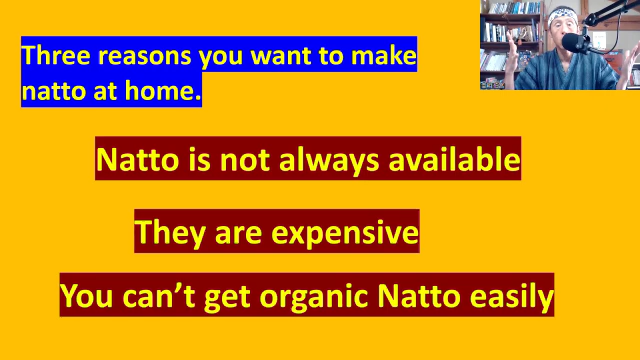 Three reasons you want to make
natto at home.
Natto is not always available
They are expensive
You can’t get organic Natto easily